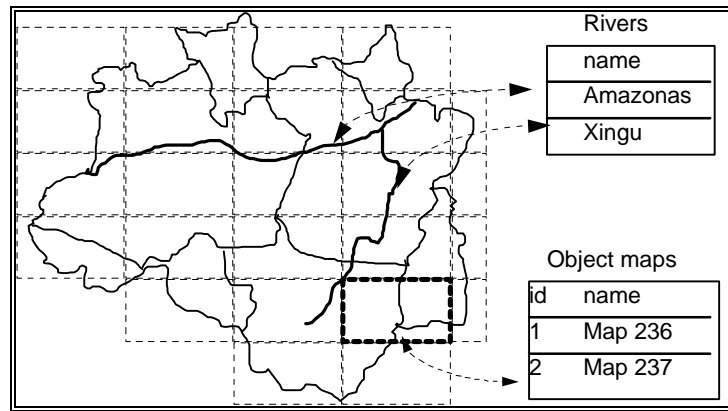 Rivers
name
Amazonas
Xingu
Object maps
id name
1 Map 236
2 Map 237